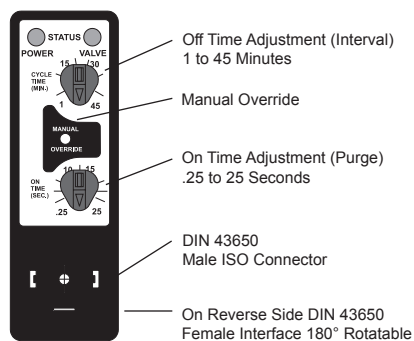 STATUS
POWER VALVE
15 /30
CYCLE
TIME
(MIN.)
1 45
MANUAL
OVERRIDE
10 15
ON
TIME
(SEC.)
.25 25
Off Time Adjustment (Interval)
1 to 45 Minutes
Manual Override
On Time Adjustment (Purge)
.25 to 25 Seconds
DIN 43650
Male ISO Connector
On Reverse Side DIN 43650
Female Interface 180° Rotatable